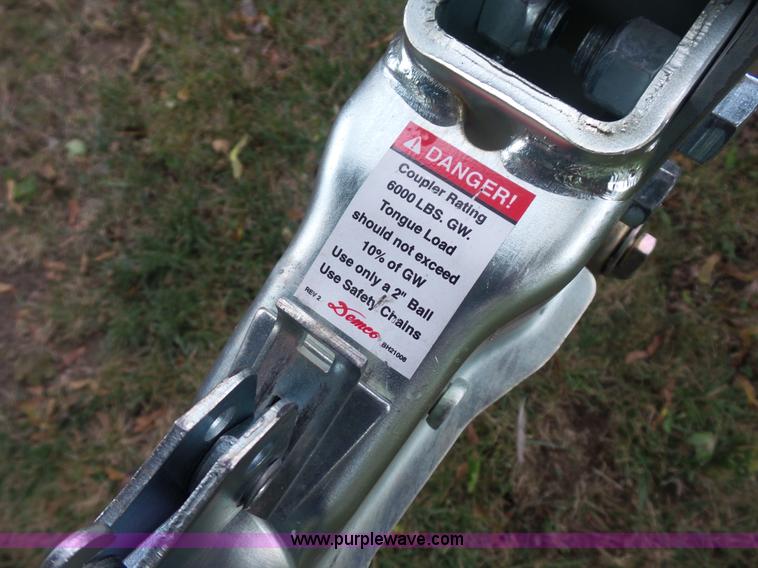 DANGER!
Coupler Rating
6000 LBS. GW.
Tongue Load
should not exceed
10% of GW
Use only a 2" Ball
Use Safety Chains
REV 2 Demco BH21008
www.purplewave.com